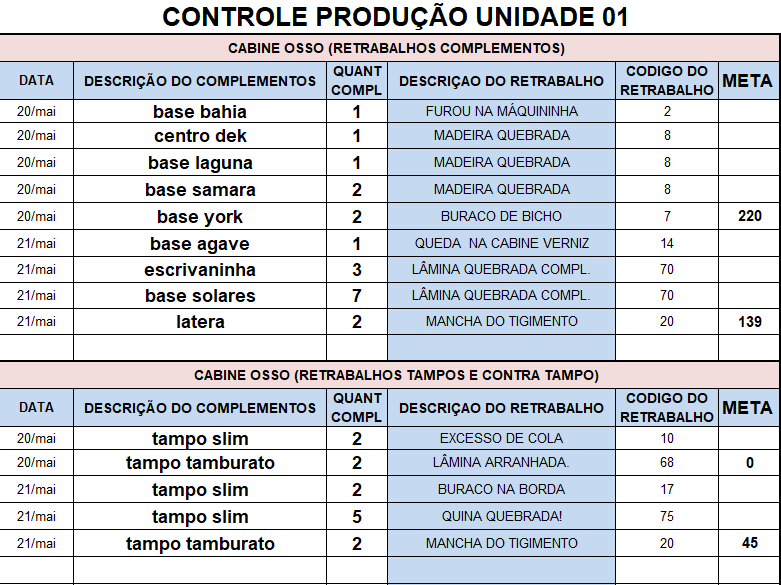 CONTROLE PRODUÇÃO UNIDADE 01
CABINE OSSO (RETRABALHOS COMPLEMENTOS)
DATA DESCRIÇÃO DO COMPLEMENTOS QUANT COMPL DESCRIÇAO DO RETRABALHO CODIGO DO RETRABALHO META
20/mai base bahia 1 FUROU NA MÁQUININHA 2
20/mai centro dek 1 MADEIRA QUEBRADA 8
20/mai base laguna 1 MADEIRA QUEBRADA 8
20/mai base samara 2 MADEIRA QUEBRADA 8
20/mai base york 2 BURACO DE BICHO 7 220
21/mai base agave 1 QUEDA NA CABINE VERNIZ 14
21/mai escrivaninha 3 LÂMINA QUEBRADA COMPL. 70
21/mai base solares 7 LÂMINA QUEBRADA COMPL. 70
21/mai latera 2 MANCHA DO TIGIMENTO 20 139
CABINE OSSO (RETRABALHOS TAMPOS E CONTRA TAMPO)
DATA DESCRIÇÃO DO COMPLEMENTOS QUANT COMPL DESCRIÇAO DO RETRABALHO CODIGO DO RETRABALHO META
20/mai tampo slim 2 EXCESSO DE COLA 10
20/mai tampo tamburato 2 LÂMINA ARRANHADA. 68 0
21/mai tampo slim 2 BURACO NA BORDA 17
21/mai tampo slim 5 QUINA QUEBRADA! 75
21/mai tampo tamburato 2 MANCHA DO TIGIMENTO 20 45